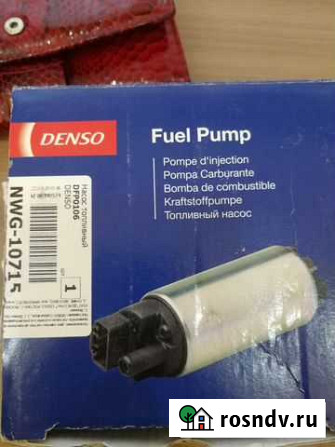 DENSO
Fuel Pump
Pompe d'injection
Pompa Carburante
Bomba de combustible
Kraftstoffpumpe
Топливный насос
Насос топливный
DFP0106
DENSO
1
NWG-10715
rosndv.ru